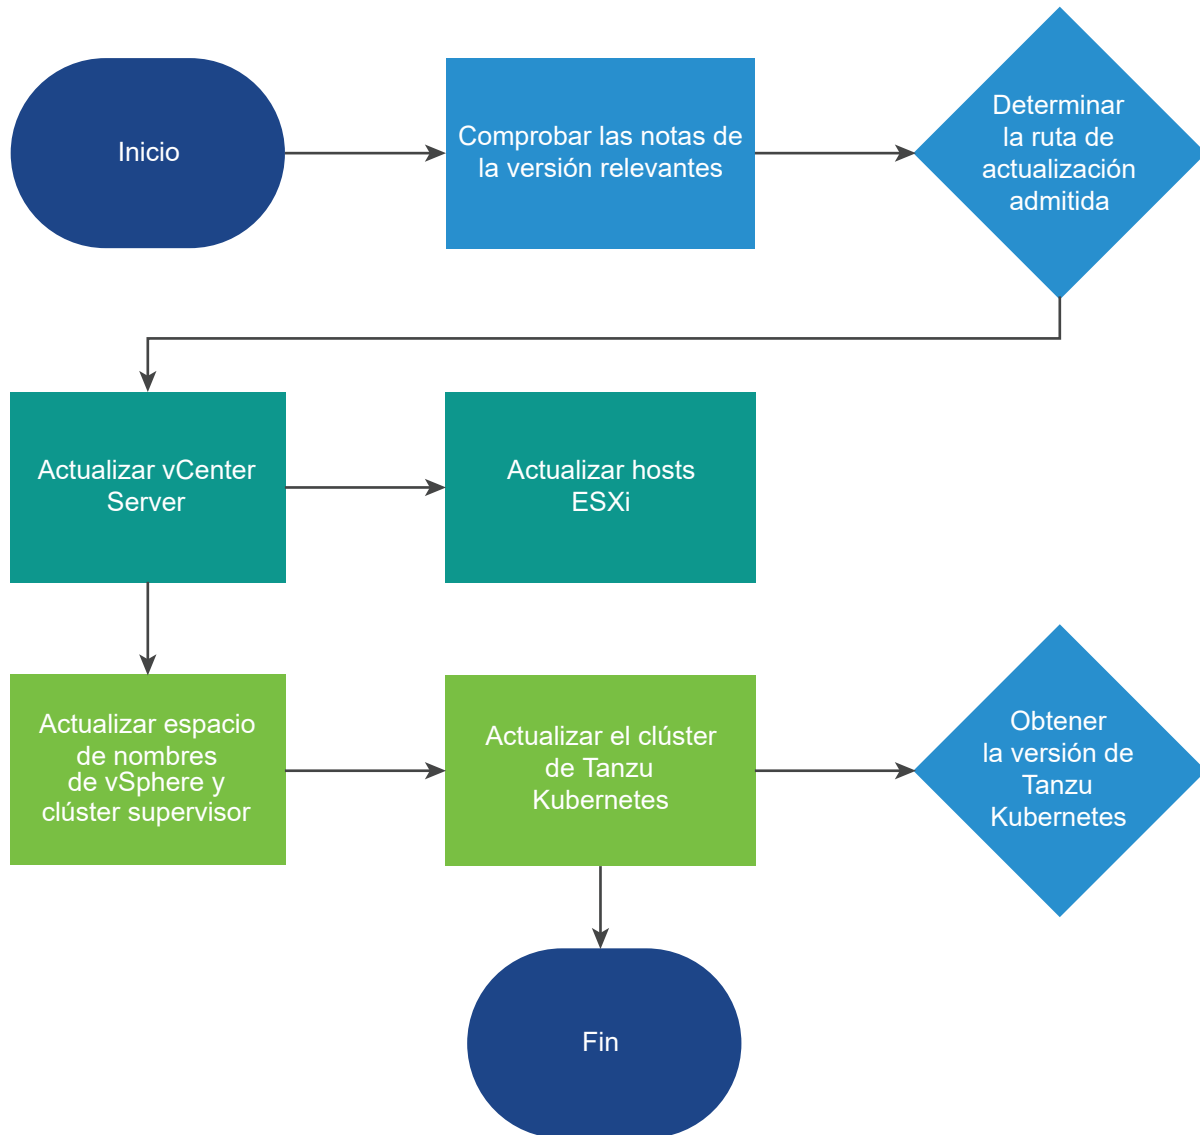 Inicio
Comprobar las notas de
la versión relevantes
Determinar
la ruta de
actualización
admitida
Actualizar vCenter
Server
Actualizar hosts
ESXi
Actualizar espacio
de nombres
de vSphere y
clúster supervisor
Actualizar el clúster
de Tanzu
Kubernetes
Obtener
la versión de
Tanzu
Kubernetes
Fin